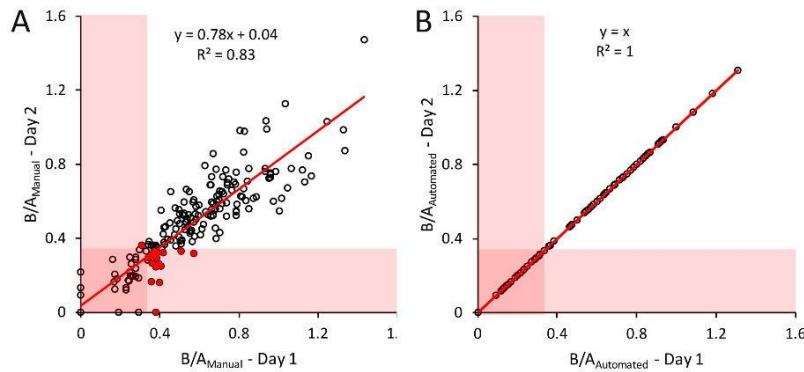 A
y = 0.78x + 0.04
R² = 0.83
1.6
1.2
0.8
0.4
0
0 0.4 0.8 1.2 1.6
B/A_Manual - Day 2
B/A_Manual - Day 1
B
y = x
R² = 1
1.6
1.2
0.8
0.4
0
0 0.4 0.8 1.2 1.6
B/A_Automated - Day 2
B/A_Automated - Day 1